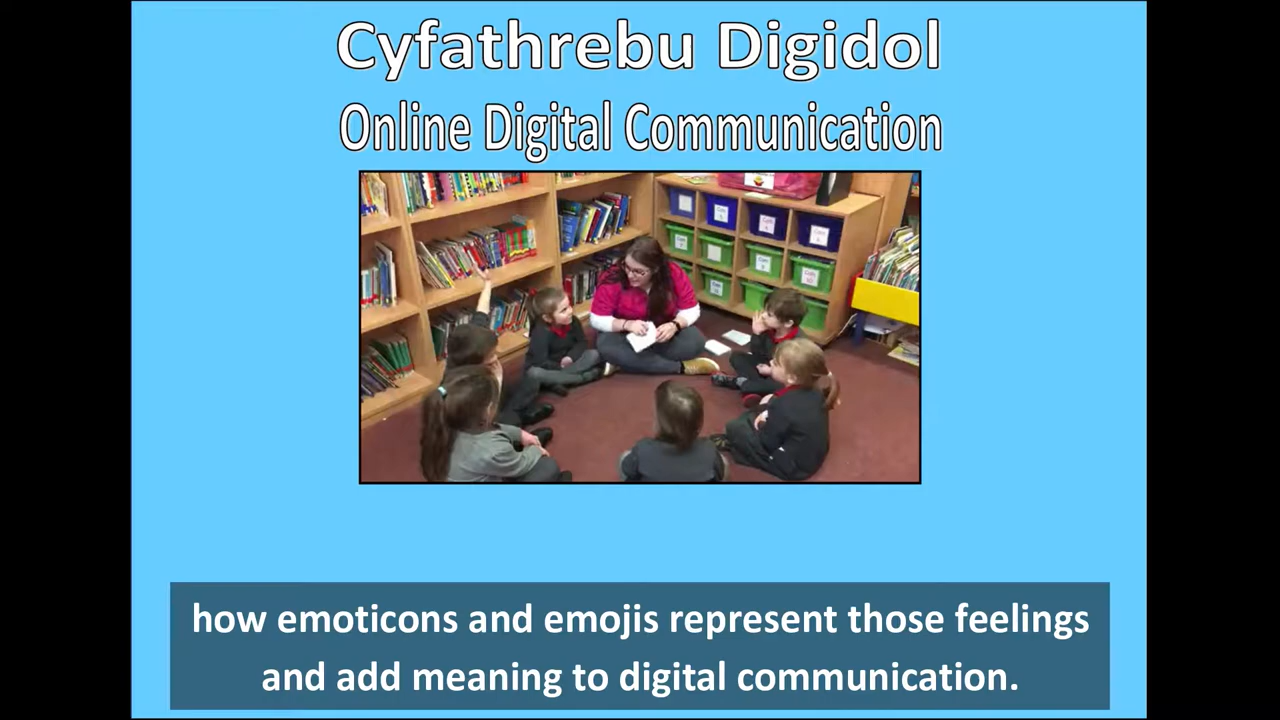 Cyfathrebu Digidol
Online Digital Communication
how emoticons and emojis represent those feelings
and add meaning to digital communication.